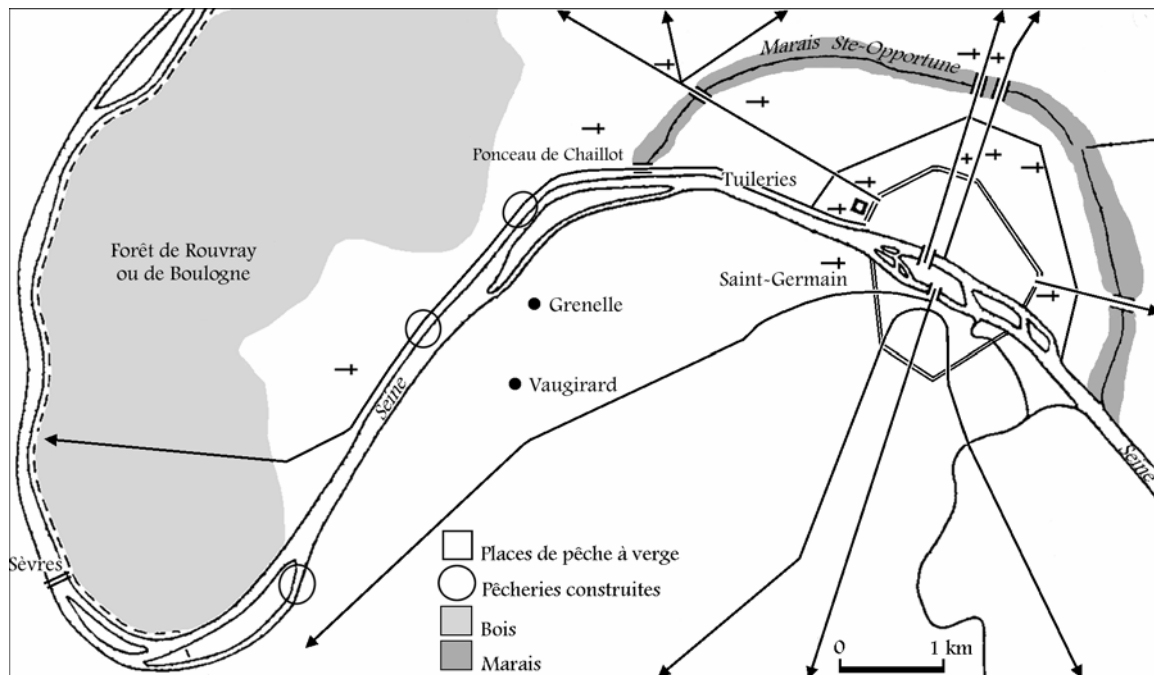 Marais Ste-Opportune
Ponceau de Chaillot
Tuileries
Forêt de Rouvray
ou de Boulogne
Saint-Germain
Grenelle
Vaugirard
Seine
Seine
Sèvres
Places de pêche à verge
Pêcheries construites
Bois
Marais
0 1 km